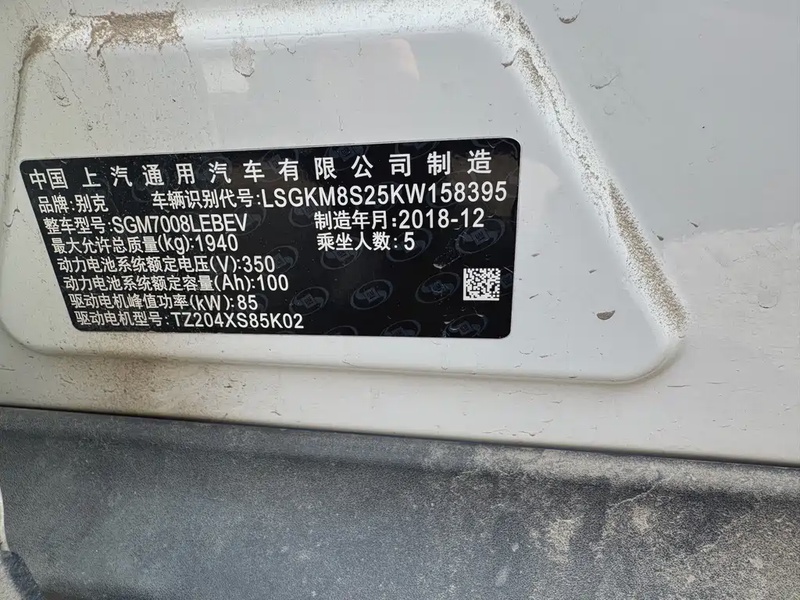 中国上汽通用汽车有限公司制造
品牌:别克 车辆识别代号:LSGKM8S25KW158395
整车型号:SGM7008LEBEV 制造年月:2018-12
最大允许总质量(kg):1940 乘坐人数:5
动力电池系统额定电压(V):350
动力电池系统额定容量(Ah):100
驱动电机峰值功率(kW):85
驱动电机型号:TZ204XS85K02